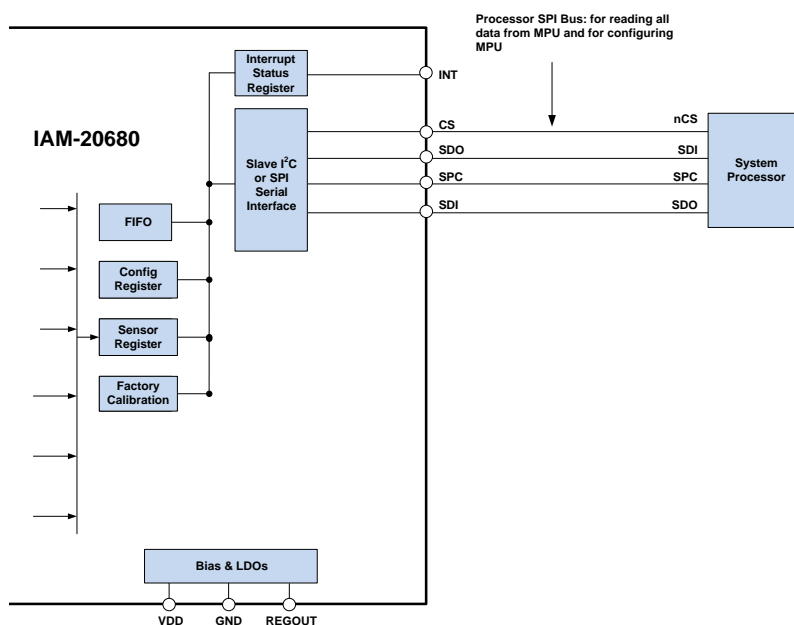 Processor SPI Bus: for reading all
data from MPU and for configuring
MPU
Interrupt
Status
Register
INT
IAM-20680
CS
nCS
Slave I²C
or SPI
Serial
Interface
SDO
SDI
System
Processor
SPC
SPC
SDI
SDO
FIFO
Config
Register
Sensor
Register
Factory
Calibration
Bias & LDOs
VDD
GND
REGOUT